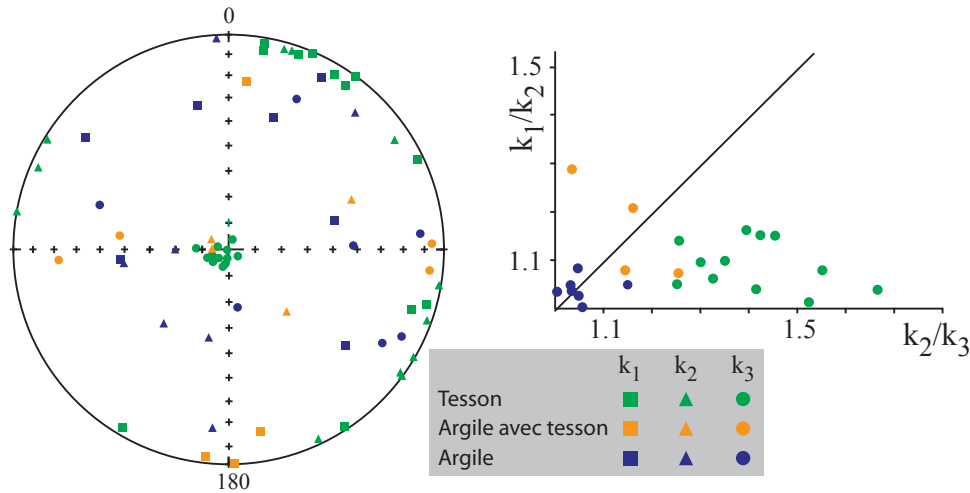 0
180
k₁/k₂
1.5
1.1
1.1
1.5
k₂/k₃
k₁ k₂ k₃
Tesson
Argile avec tesson
Argile